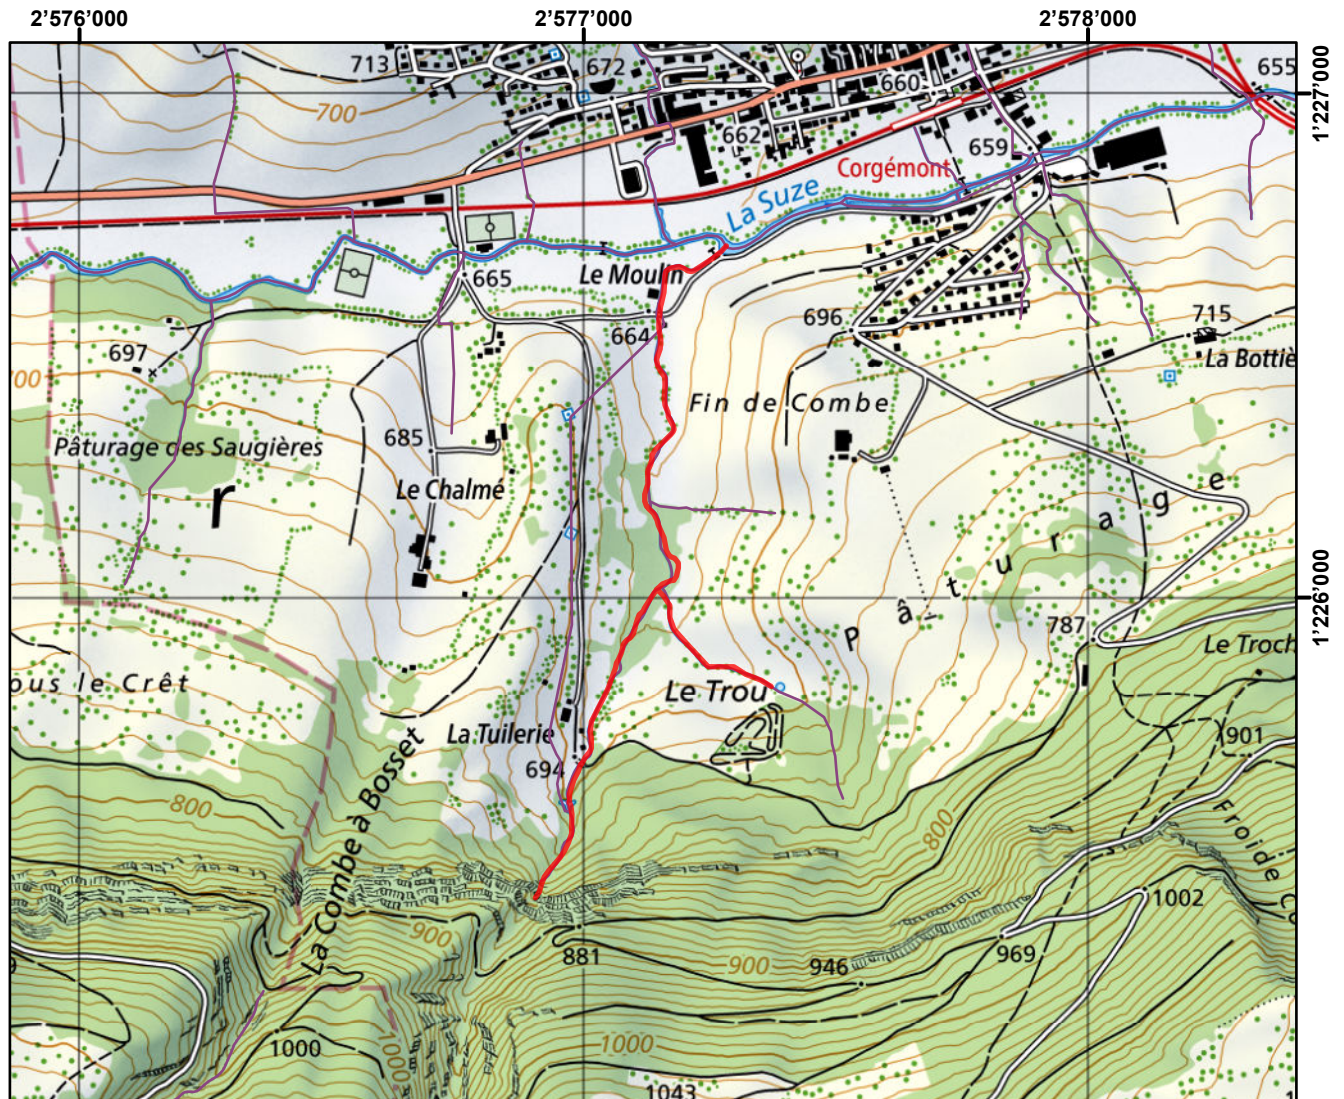 2'576'000
2'577'000
2'578'000
1'227'000
1'226'000
713
672
660
655
700
662
659
Corgémont
La Suze
665
Le Moulin
664
696
715
La Bottiè
697
00
Fin de Combe
Pâturage des Saugières
685
Le Chalmé
r
P â t u r a g e
787
Le Troch
ous le Crêt
Le Trou
La Tuilerie
694
901
800
800
La Combe à Bosset
Froide Co
1002
900
881
900
946
969
1000
1000
1000
1043